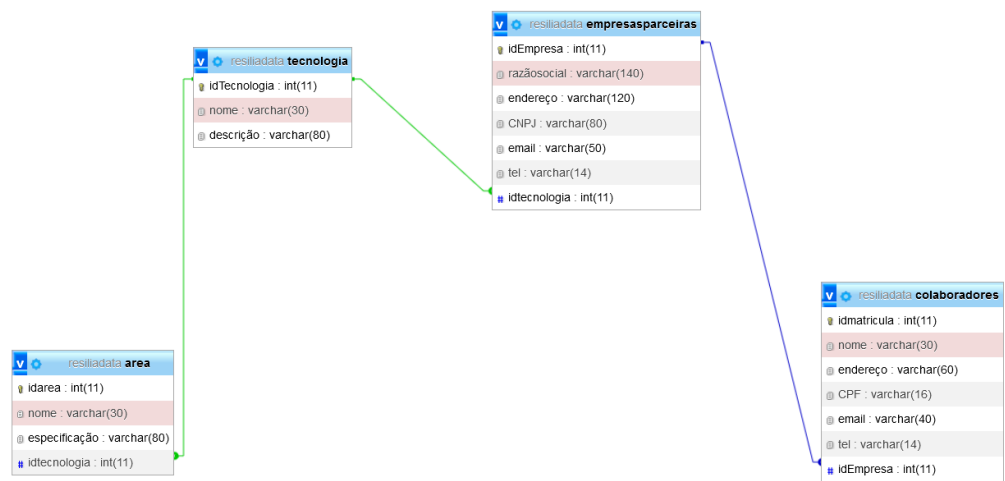 resiliadata empresasparceiras
idEmpresa : int(11)
razãosocial : varchar(140)
endereço : varchar(120)
CNPJ : varchar(80)
email : varchar(50)
tel : varchar(14)
idtecnologia : int(11)
resiliadata tecnologia
idTecnologia : int(11)
nome : varchar(30)
descrição : varchar(80)
resiliadata colaboradores
idmatricula : int(11)
nome : varchar(30)
endereço : varchar(60)
CPF : varchar(16)
email : varchar(40)
tel : varchar(14)
idEmpresa : int(11)
resiliadata area
idarea : int(11)
nome : varchar(30)
especificação : varchar(80)
idtecnologia : int(11)